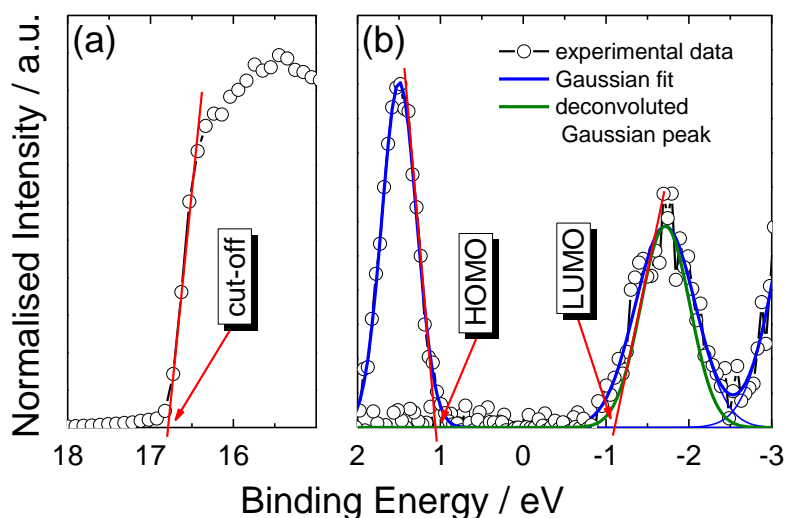 (a)
(b)
experimental data
Gaussian fit
deconvoluted
Gaussian peak
cut-off
HOMO
LUMO
Normalised Intensity / a.u.
18 17 16
2 1 0 -1 -2 -3
Binding Energy / eV